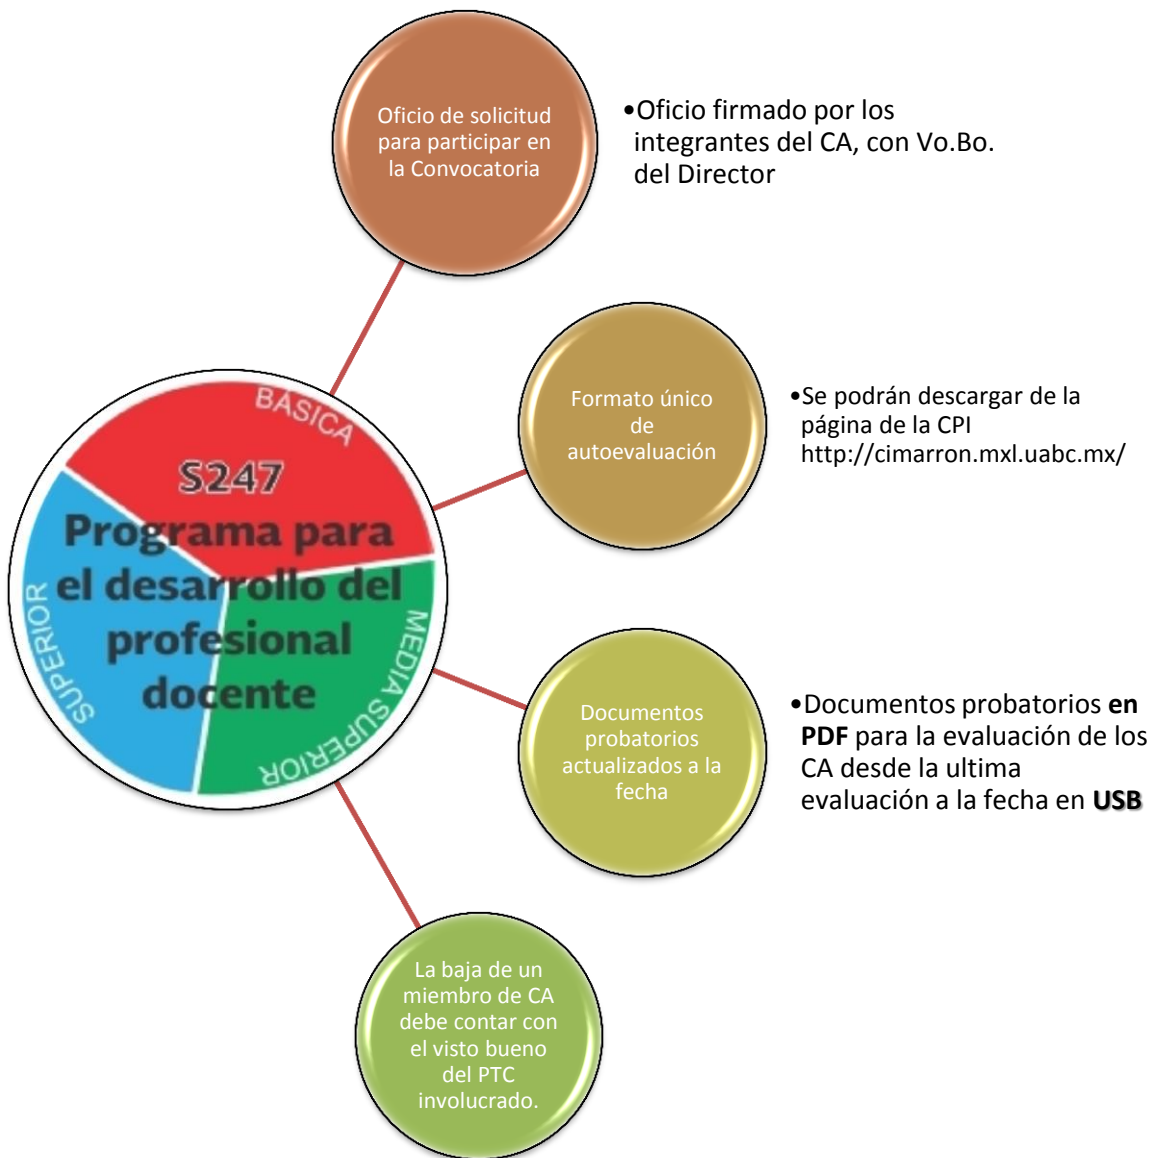 Oficio de solicitud
para participar en
la Convocatoria
•Oficio firmado por los
integrantes del CA, con Vo.Bo.
del Director
Formato único
de
autoevaluación
•Se podrán descargar de la
página de la CPI
http://cimarron.mxl.uabc.mx/
BÁSICA
S247
Programa para
el desarrollo del
profesional
docente
SUPERIOR
MEDIA SUPERIOR
Documentos
probatorios
actualizados a la
fecha
•Documentos probatorios en
PDF para la evaluación de los
CA desde la ultima
evaluación a la fecha en USB
La baja de un
miembro de CA
debe contar con
el visto bueno
del PTC
involucrado.